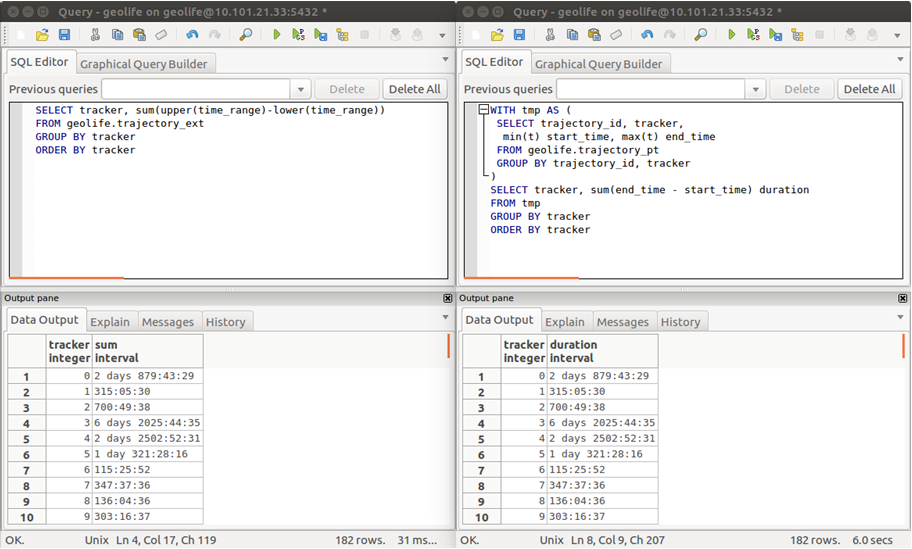 Query - geolife on geolife@10.101.21.33:5432 *
SQL Editor
Graphical Query Builder
Previous queries
Delete
Delete All
SELECT tracker, sum(upper(time_range)-lower(time_range))
FROM geolife.trajectory_ext
GROUP BY tracker
ORDER BY tracker
Output pane
Data Output
Explain
Messages
History
tracker sum
integer interval
1 0 2 days 879:43:29
2 1 315:05:30
3 2 700:49:38
4 3 6 days 2025:44:35
5 4 2 days 2502:52:31
6 5 1 day 321:28:16
7 6 115:25:52
8 7 347:37:36
9 8 136:04:36
10 9 303:16:37
OK.
Unix
Ln 4, Col 17, Ch 119
182 rows.
31 ms...
Query - geolife on geolife@10.101.21.33:5432 *
SQL Editor
Graphical Query Builder
Previous queries
Delete
Delete All
WITH tmp AS (
SELECT trajectory_id, tracker,
min(t) start_time, max(t) end_time
FROM geolife.trajectory_pt
GROUP BY trajectory_id, tracker
)
SELECT tracker, sum(end_time - start_time) duration
FROM tmp
GROUP BY tracker
ORDER BY tracker
Output pane
Data Output
Explain
Messages
History
tracker duration
integer interval
1 0 2 days 879:43:29
2 1 315:05:30
3 2 700:49:38
4 3 6 days 2025:44:35
5 4 2 days 2502:52:31
6 5 1 day 321:28:16
7 6 115:25:52
8 7 347:37:36
9 8 136:04:36
10 9 303:16:37
OK.
Unix
Ln 8, Col 9, Ch 207
182 rows.
6.0 secs